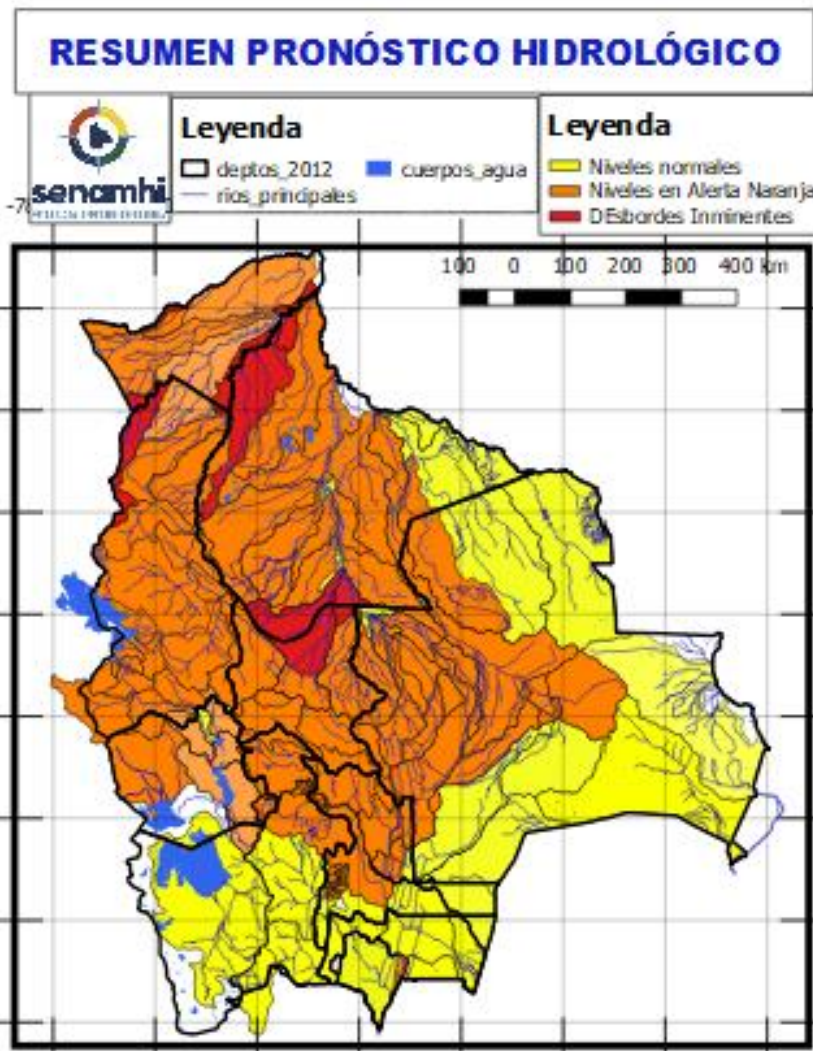 RESUMEN PRONÓSTICO HIDROLÓGICO
senamhi
Leyenda
deptos_2012 cuerpos_agua
rios_principales
Leyenda
Niveles normales
Niveles en Alerta Naranja
DEsbordes Inminentes
100 0 100 200 300 400 km